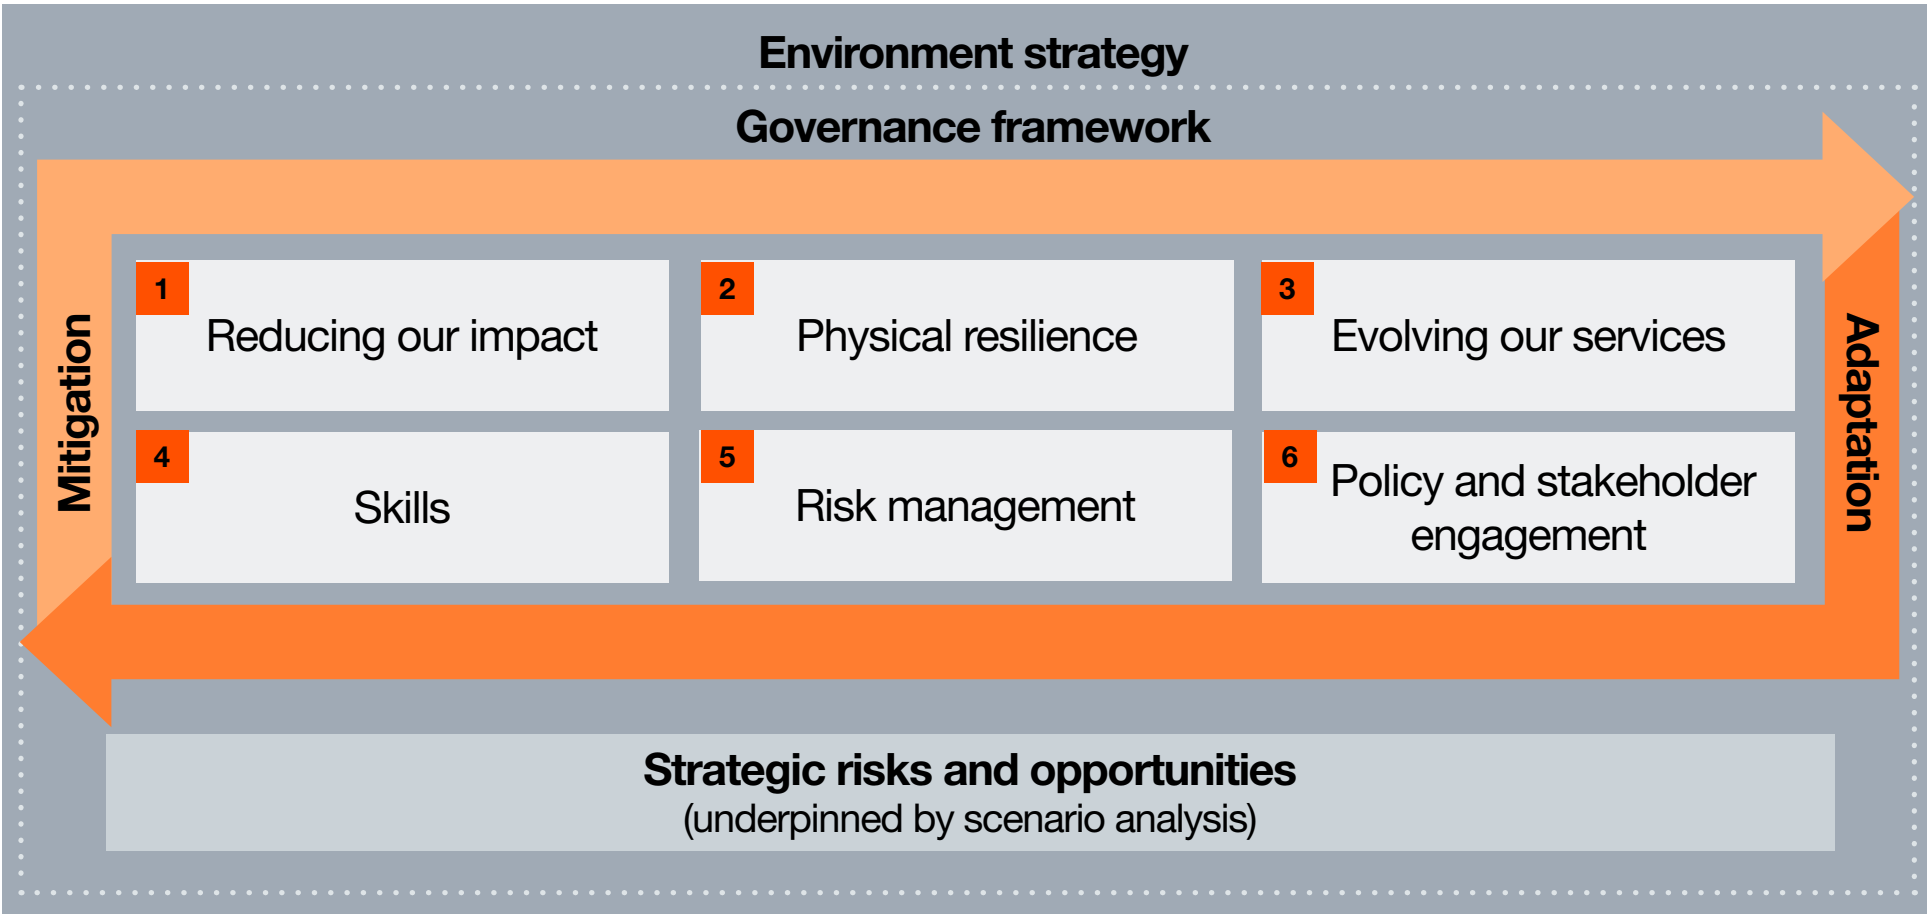 Environment strategy
Governance framework
Mitigation
1
Reducing our impact
2
Physical resilience
3
Evolving our services
4
Skills
5
Risk management
6
Policy and stakeholder
engagement
Adaptation
Strategic risks and opportunities
(underpinned by scenario analysis)